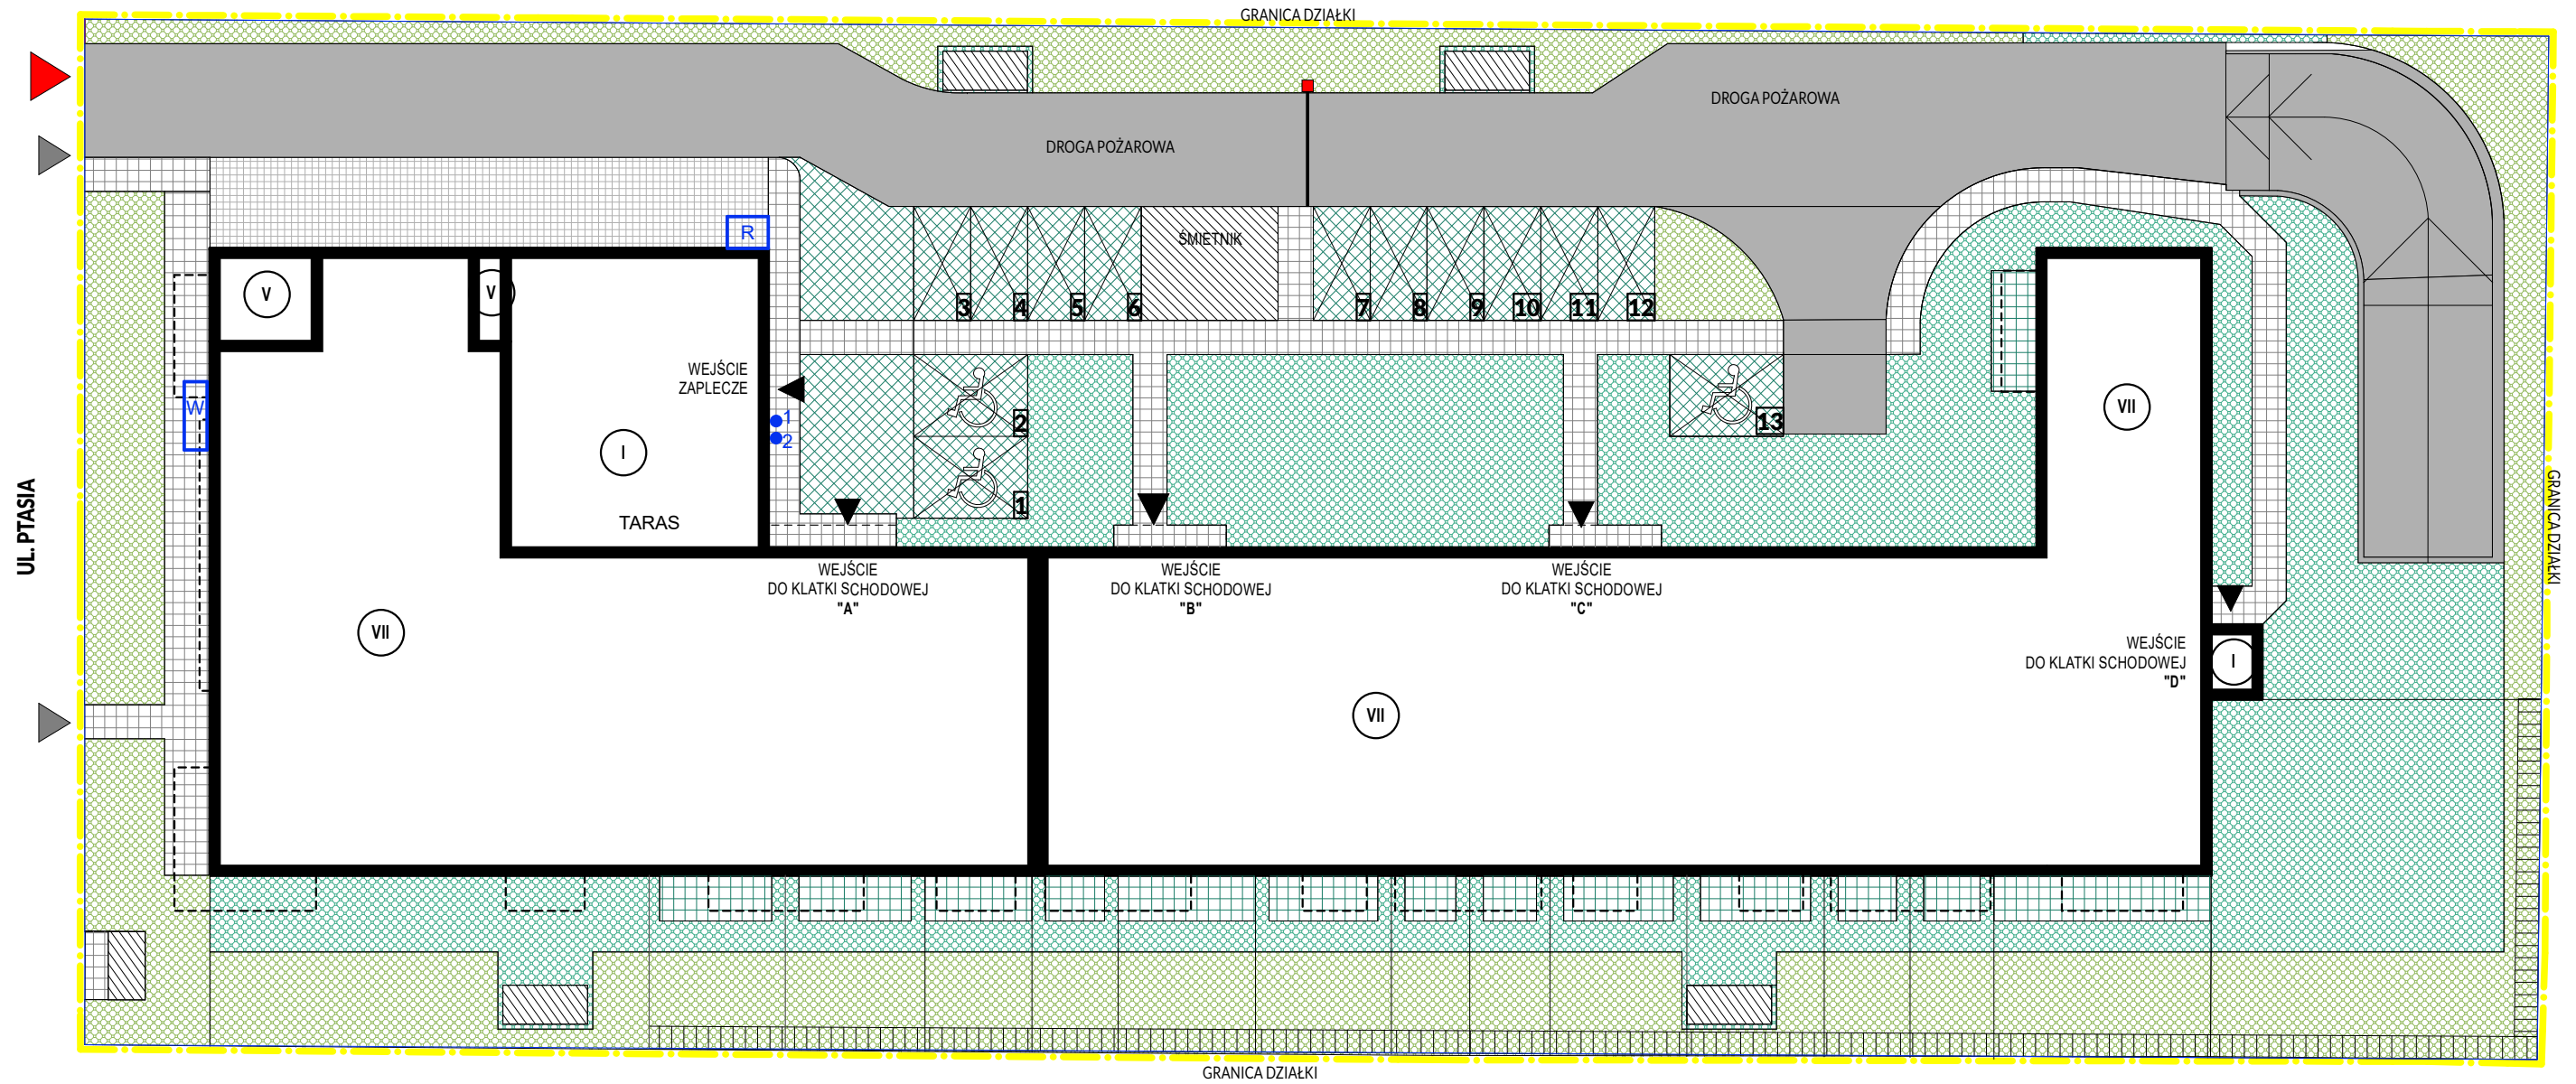 GRANICA DZIAŁKI
DROGA POŻAROWA
DROGA POŻAROWA
R
ŚMIETNIK
V
V
3
4
5
6
7
8
9
10
11
12
WEJŚCIE
ZAPLECZE
W
1
2
2
13
VII
I
1
TARAS
UL. PTASIA
GRANICA DZIAŁKI
WEJŚCIE
DO KLATKI SCHODOWEJ
"A"
WEJŚCIE
DO KLATKI SCHODOWEJ
"B"
WEJŚCIE
DO KLATKI SCHODOWEJ
"C"
VII
WEJŚCIE
DO KLATKI SCHODOWEJ
"D"
I
VII
GRANICA DZIAŁKI